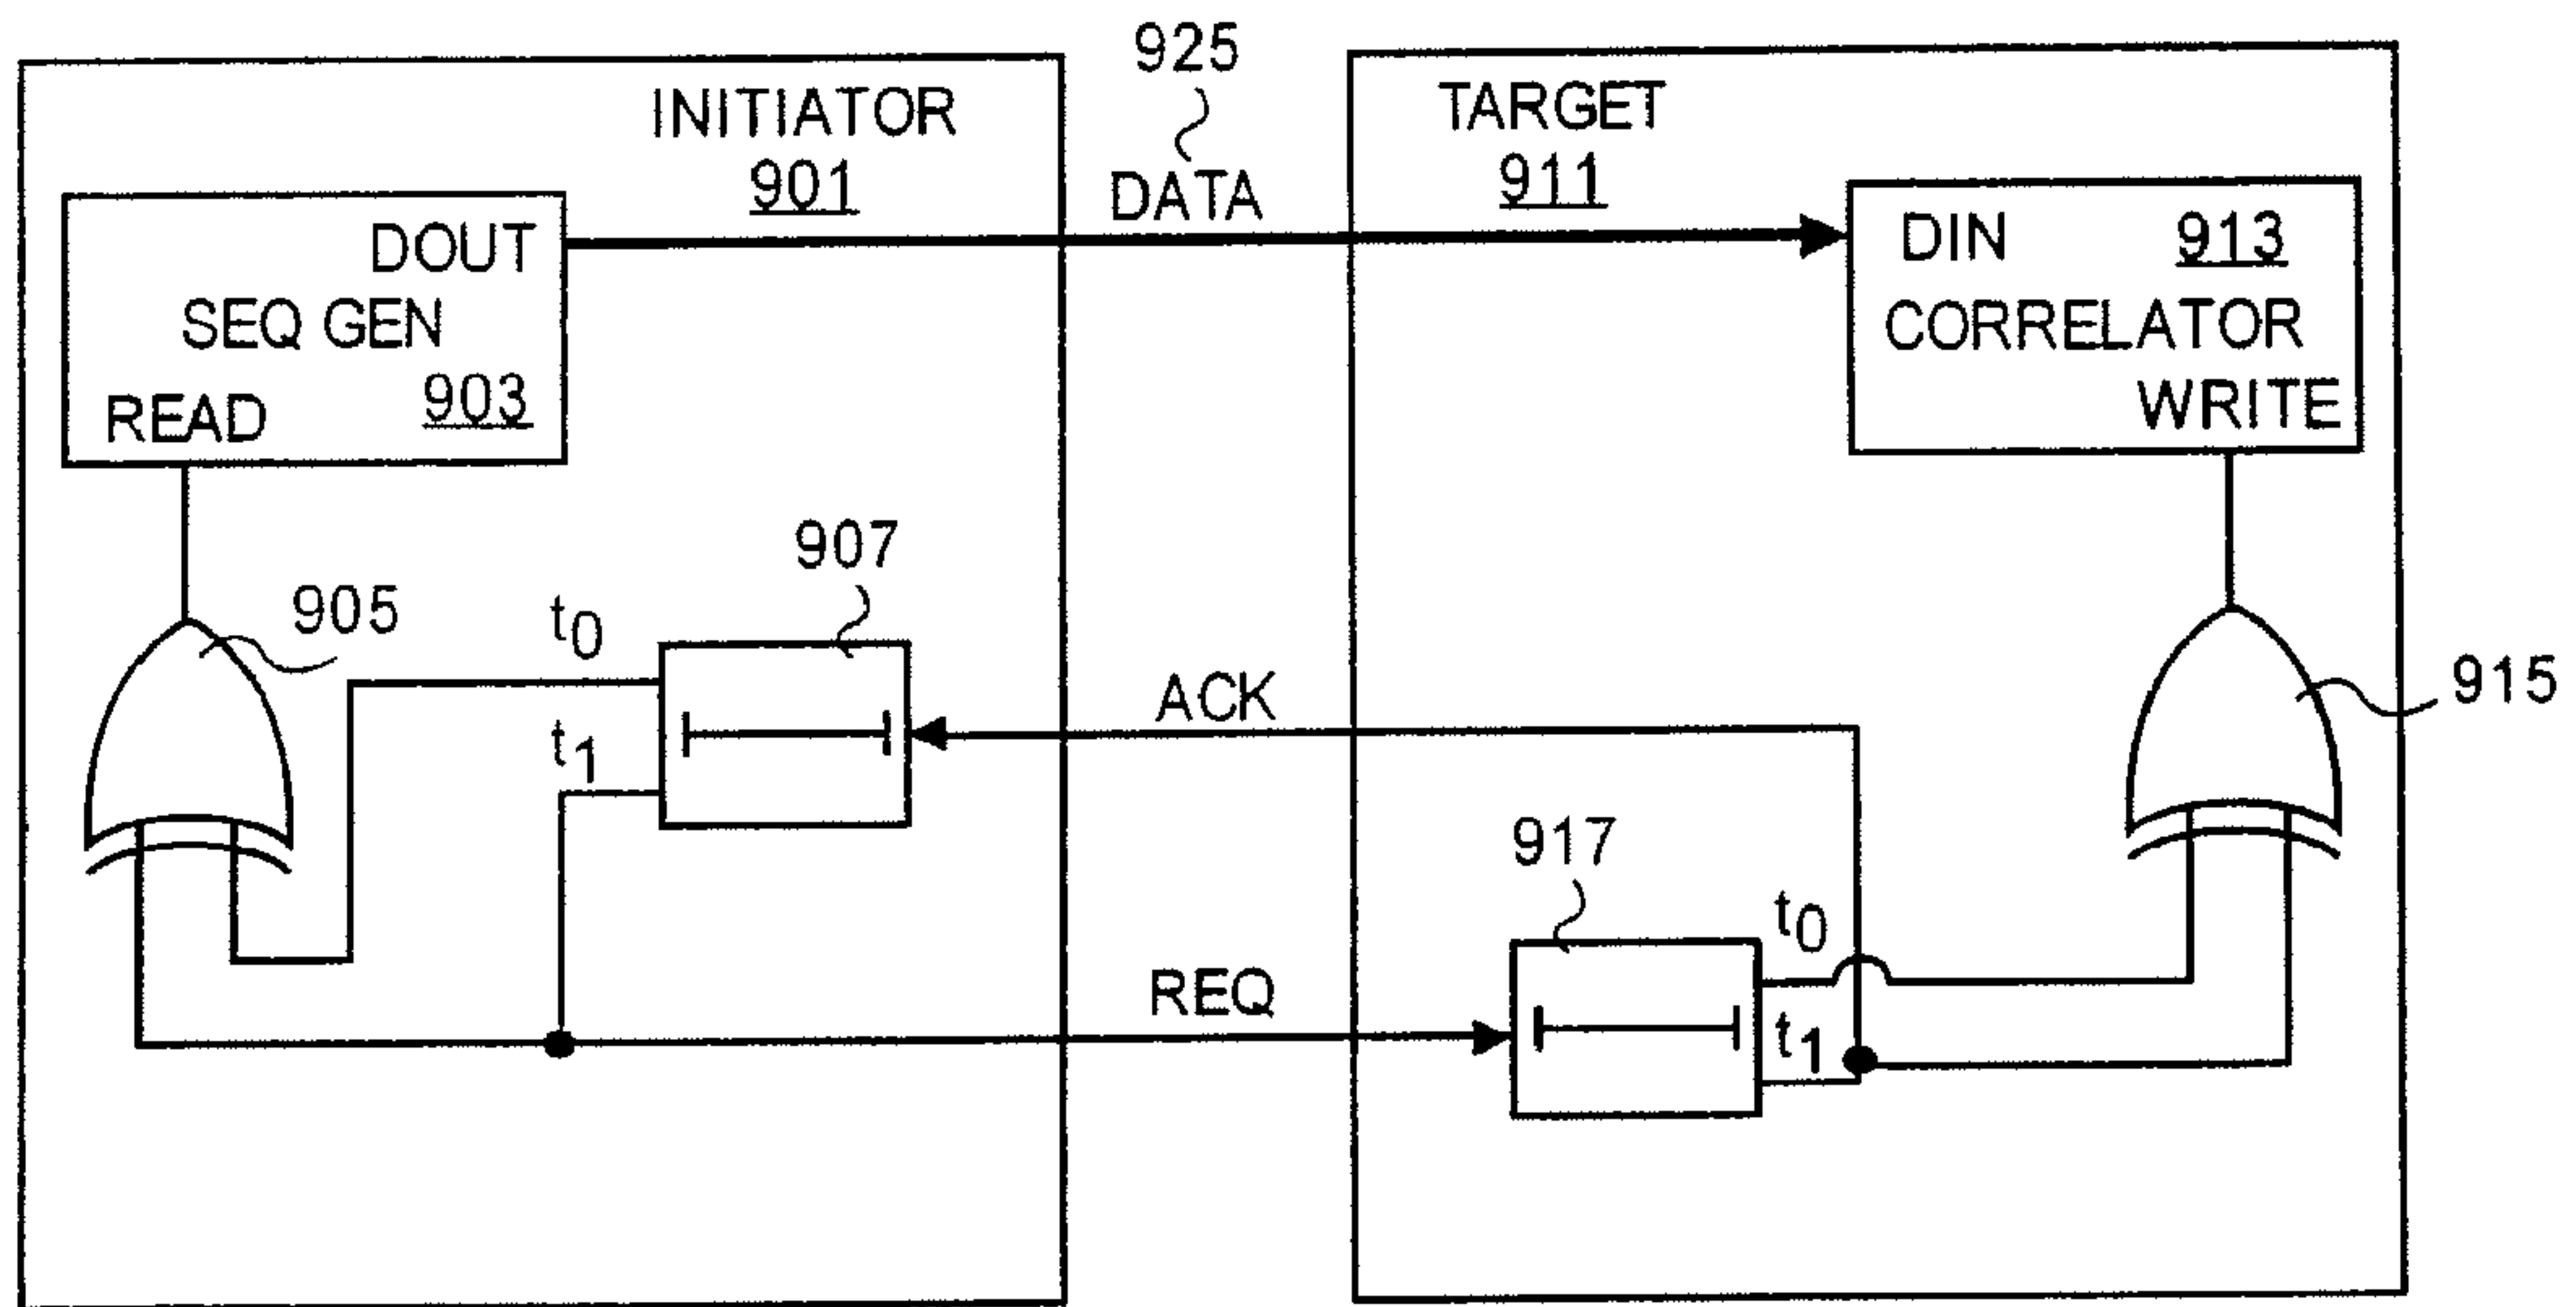 925
INITIATOR
901
DATA
TARGET
911
DOUT
SEQ GEN
903
READ
DIN
913
CORRELATOR
WRITE
905
t0
907
t1
ACK
915
917
t0
REQ
t1